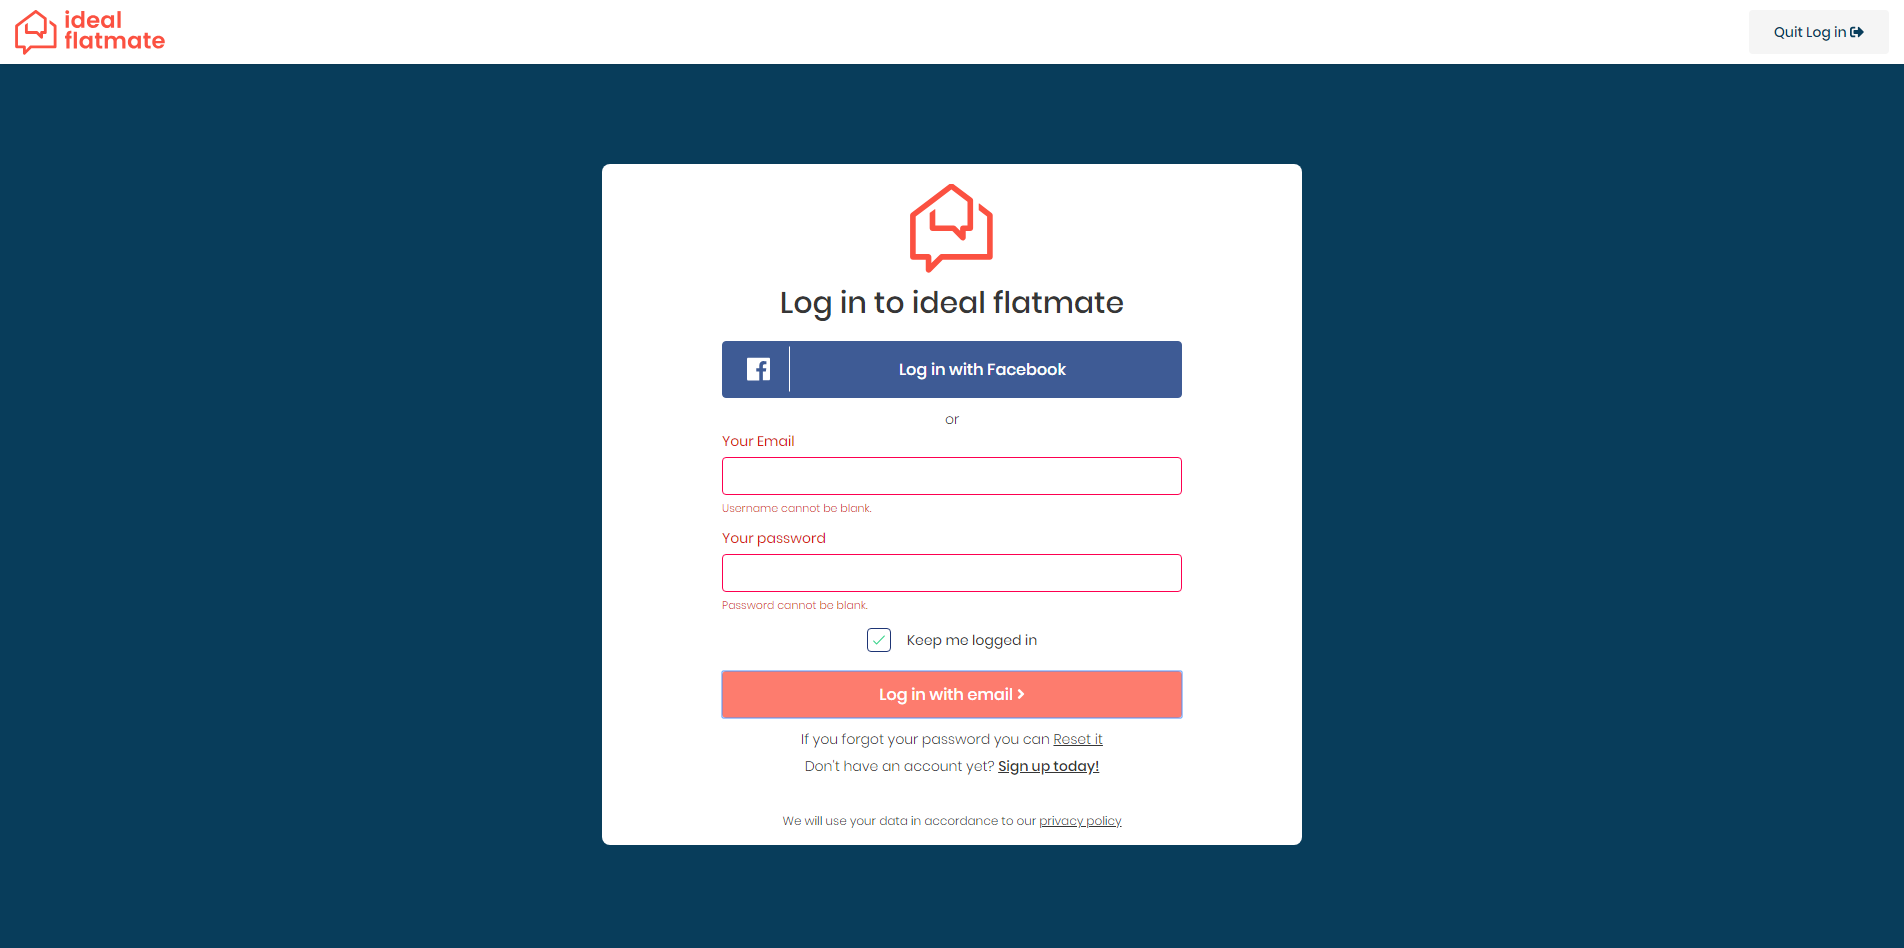 ideal
flatmate
Quit Log in
Log in to ideal flatmate
Log in with Facebook
or
Your Email
Username cannot be blank.
Your password
Password cannot be blank.
Keep me logged in
Log in with email
If you forgot your password you can Reset it
Don't have an account yet? Sign up today!
We will use your data in accordance to our privacy policy